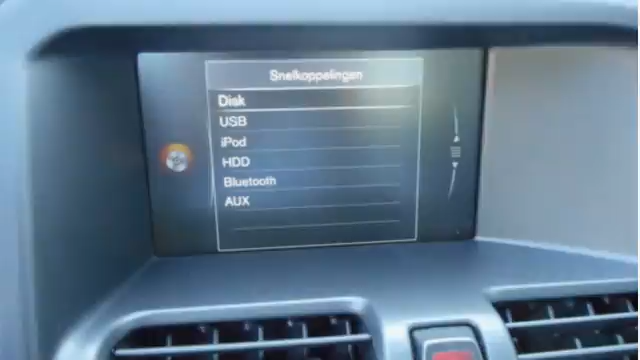 Snelkoppelingen
Disk
USB
iPod
HDD
Bluetooth
AUX